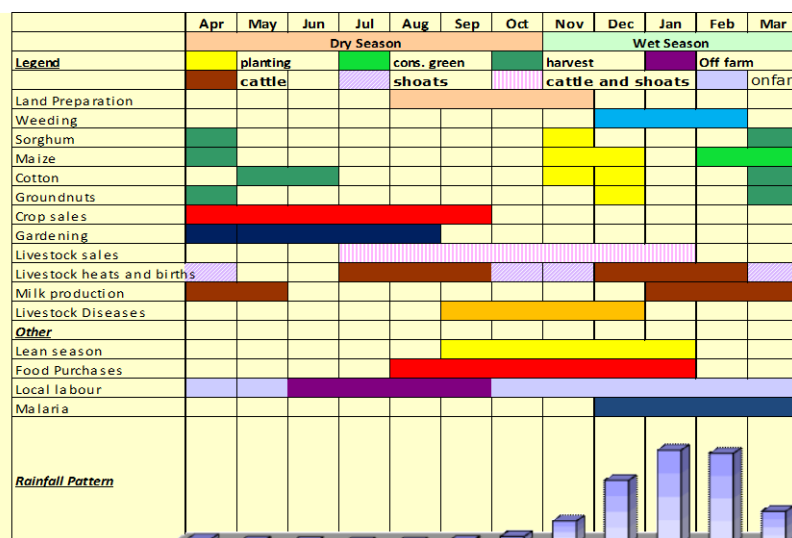 Apr May Jun Jul Aug Sep Oct Nov Dec Jan Feb Mar
Dry Season Wet Season
Legend planting cons. green harvest Off farm
cattle shoats cattle and shoats onfar
Land Preparation
Weeding
Sorghum
Maize
Cotton
Groundnuts
Crop sales
Gardening
Livestock sales
Livestock heats and births
Milk production
Livestock Diseases
Other
Lean season
Food Purchases
Local labour
Malaria
Rainfall Pattern